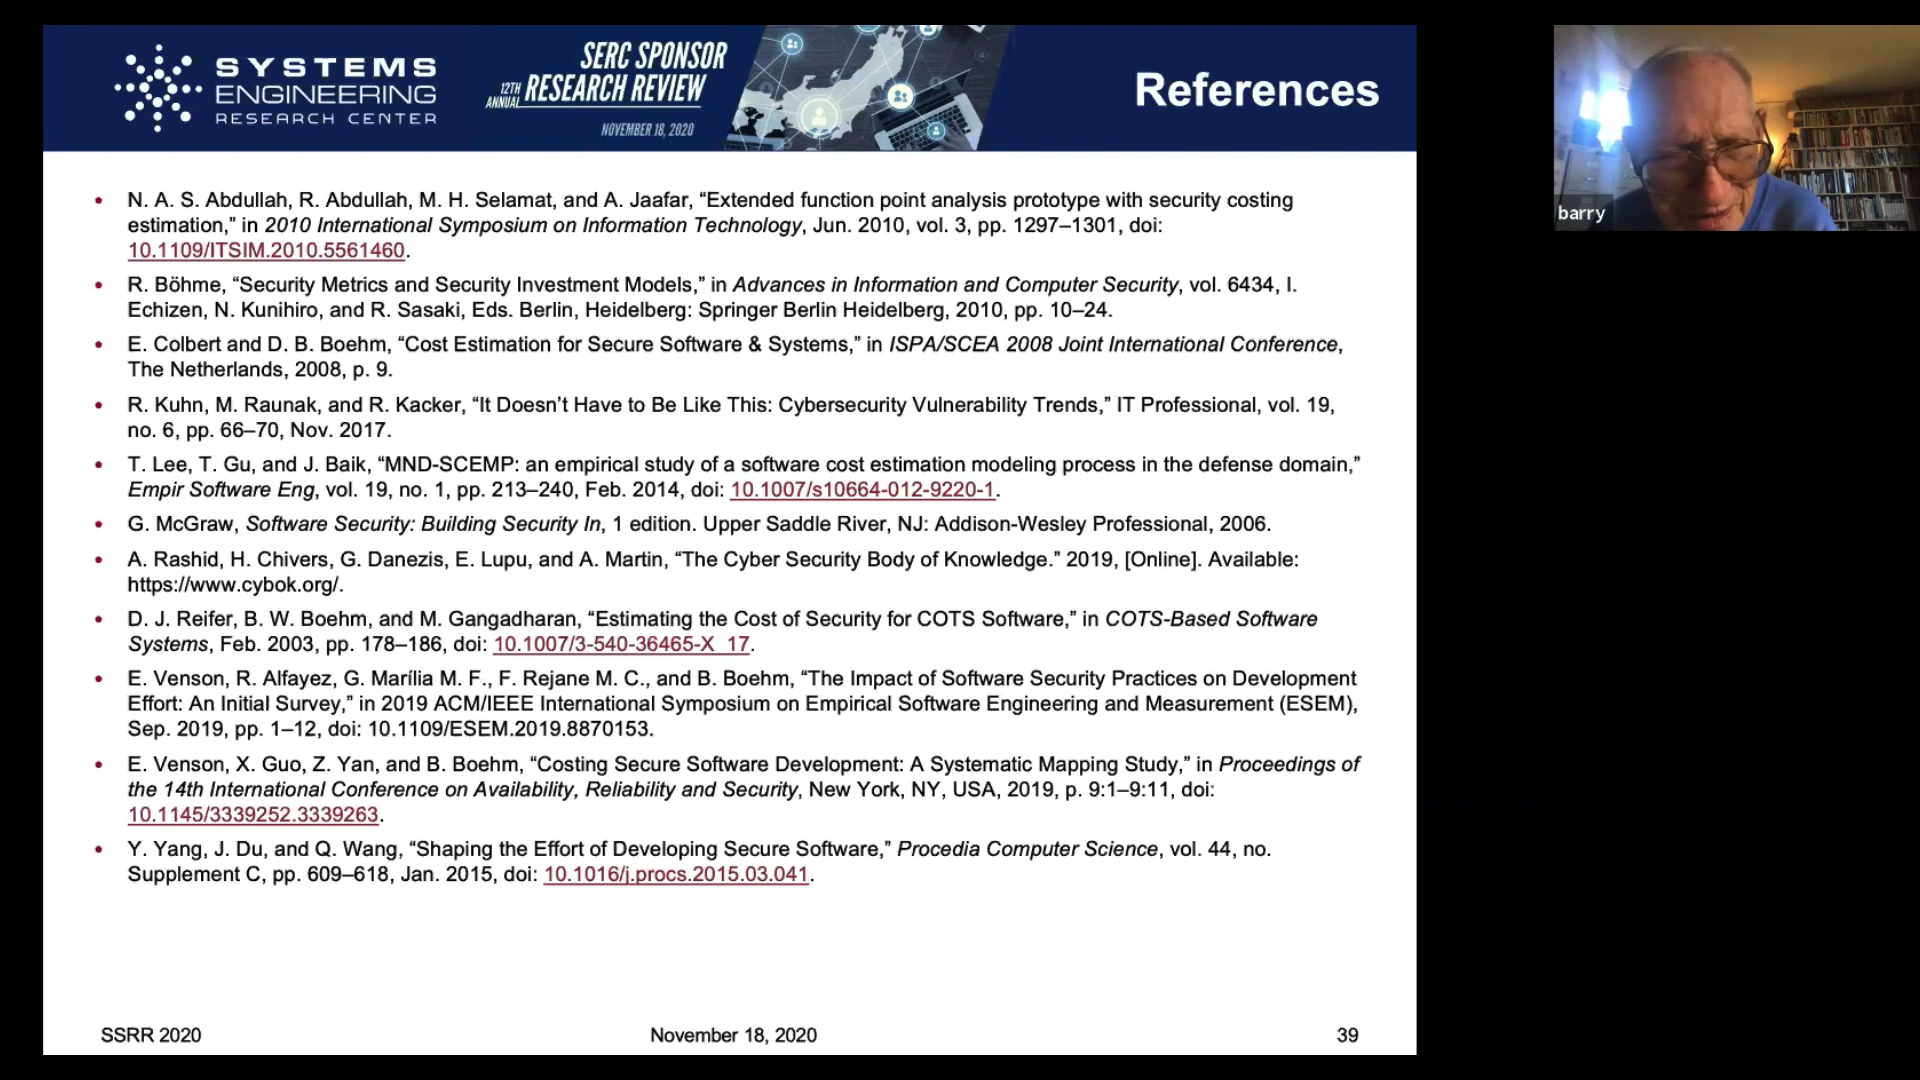 SYSTEMS
ENGINEERING
RESEARCH CENTER
SERC SPONSOR
12TH ANNUAL RESEARCH REVIEW
NOVEMBER 18, 2020
References
• N. A. S. Abdullah, R. Abdullah, M. H. Selamat, and A. Jaafar, “Extended function point analysis prototype with security costing
estimation,” in 2010 International Symposium on Information Technology, Jun. 2010, vol. 3, pp. 1297–1301, doi:
10.1109/ITSIM.2010.5561460.
• R. Böhme, “Security Metrics and Security Investment Models,” in Advances in Information and Computer Security, vol. 6434, I.
Echizen, N. Kunihiro, and R. Sasaki, Eds. Berlin, Heidelberg: Springer Berlin Heidelberg, 2010, pp. 10–24.
• E. Colbert and D. B. Boehm, “Cost Estimation for Secure Software & Systems,” in ISPA/SCEA 2008 Joint International Conference,
The Netherlands, 2008, p. 9.
• R. Kuhn, M. Raunak, and R. Kacker, “It Doesn’t Have to Be Like This: Cybersecurity Vulnerability Trends,” IT Professional, vol. 19,
no. 6, pp. 66–70, Nov. 2017.
• T. Lee, T. Gu, and J. Baik, “MND-SCEMP: an empirical study of a software cost estimation modeling process in the defense domain,”
Empir Software Eng, vol. 19, no. 1, pp. 213–240, Feb. 2014, doi: 10.1007/s10664-012-9220-1.
• G. McGraw, Software Security: Building Security In, 1 edition. Upper Saddle River, NJ: Addison-Wesley Professional, 2006.
• A. Rashid, H. Chivers, G. Danezis, E. Lupu, and A. Martin, “The Cyber Security Body of Knowledge.” 2019, [Online]. Available:
https://www.cybok.org/.
• D. J. Reifer, B. W. Boehm, and M. Gangadharan, “Estimating the Cost of Security for COTS Software,” in COTS-Based Software
Systems, Feb. 2003, pp. 178–186, doi: 10.1007/3-540-36465-X_17.
• E. Venson, R. Alfayez, G. Marília M. F., F. Rejane M. C., and B. Boehm, “The Impact of Software Security Practices on Development
Effort: An Initial Survey,” in 2019 ACM/IEEE International Symposium on Empirical Software Engineering and Measurement (ESEM),
Sep. 2019, pp. 1–12, doi: 10.1109/ESEM.2019.8870153.
• E. Venson, X. Guo, Z. Yan, and B. Boehm, “Costing Secure Software Development: A Systematic Mapping Study,” in Proceedings of
the 14th International Conference on Availability, Reliability and Security, New York, NY, USA, 2019, p. 9:1–9:11, doi:
10.1145/3339252.3339263.
• Y. Yang, J. Du, and Q. Wang, “Shaping the Effort of Developing Secure Software,” Procedia Computer Science, vol. 44, no.
Supplement C, pp. 609–618, Jan. 2015, doi: 10.1016/j.procs.2015.03.041.
SSRR 2020
November 18, 2020
39
barry